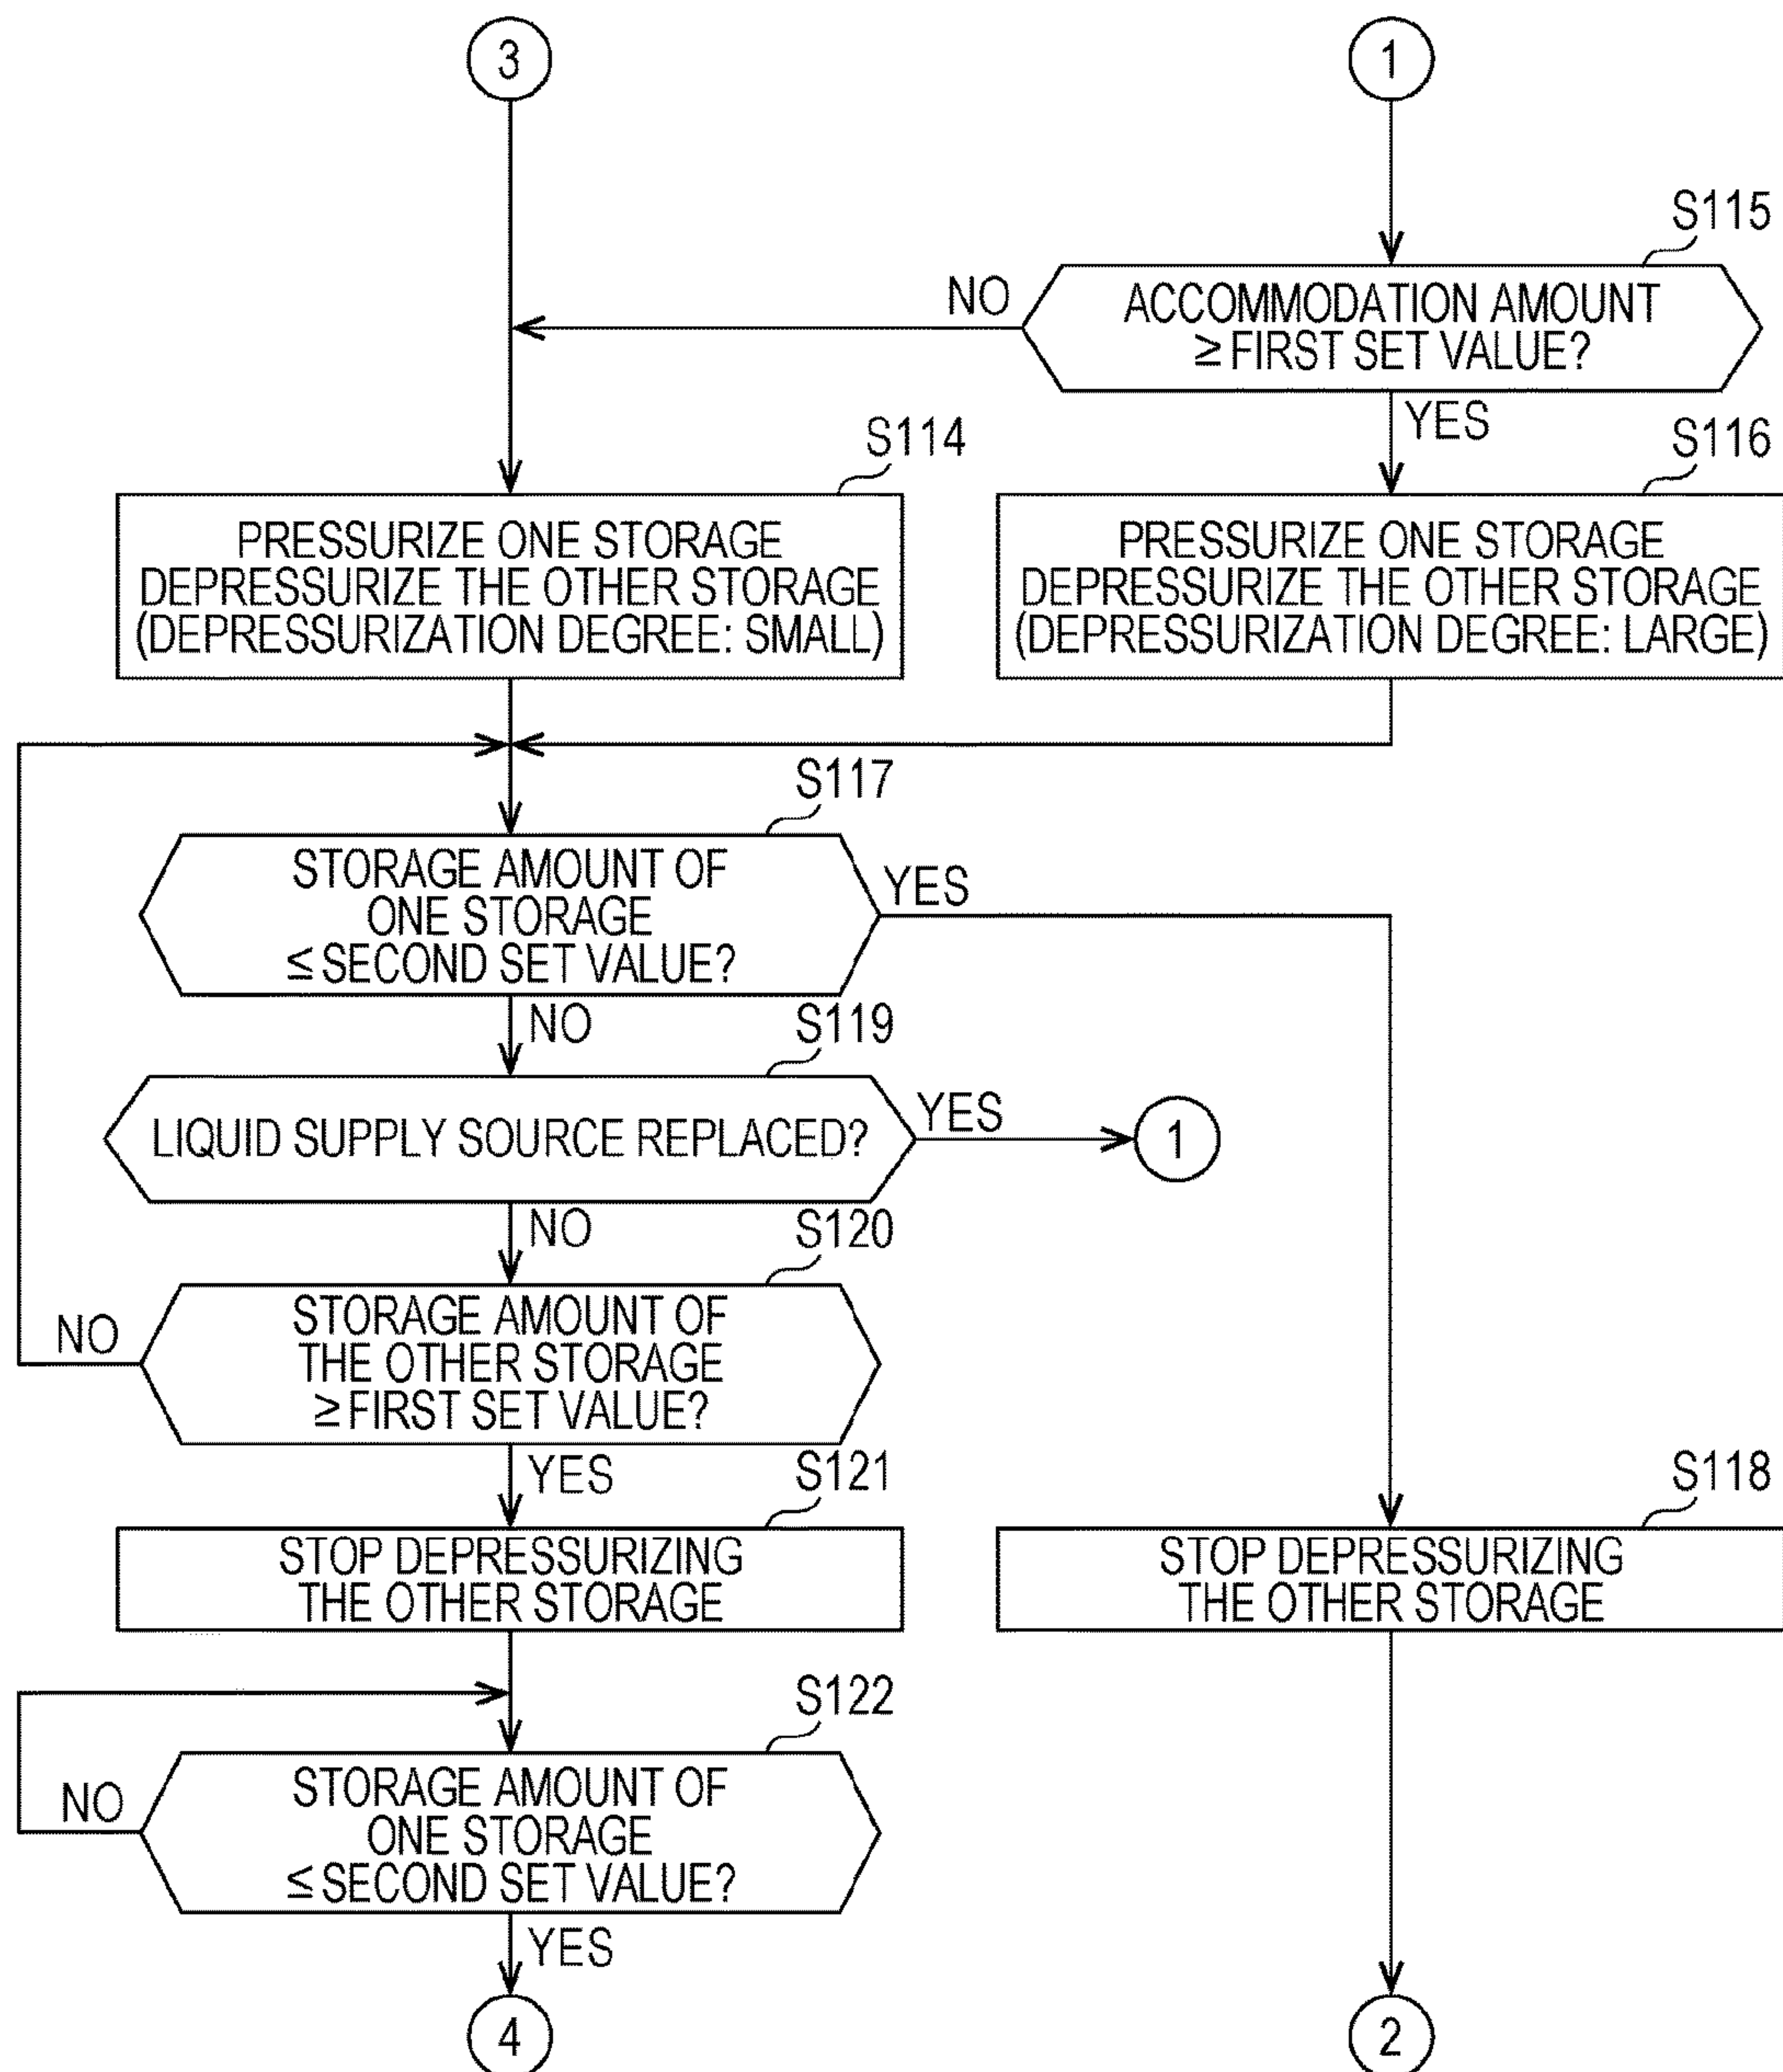 3
1
S115
NO
ACCOMMODATION AMOUNT
≥ FIRST SET VALUE?
YES
S114
S116
PRESSURIZE ONE STORAGE
DEPRESSURIZE THE OTHER STORAGE
(DEPRESSURIZATION DEGREE: SMALL)
PRESSURIZE ONE STORAGE
DEPRESSURIZE THE OTHER STORAGE
(DEPRESSURIZATION DEGREE: LARGE)
S117
STORAGE AMOUNT OF
ONE STORAGE
≤ SECOND SET VALUE?
YES
NO
S119
LIQUID SUPPLY SOURCE REPLACED?
YES
1
NO
S120
NO
STORAGE AMOUNT OF
THE OTHER STORAGE
≥ FIRST SET VALUE?
YES
S121
S118
STOP DEPRESSURIZING
THE OTHER STORAGE
STOP DEPRESSURIZING
THE OTHER STORAGE
S122
NO
STORAGE AMOUNT OF
ONE STORAGE
≤ SECOND SET VALUE?
YES
4
2